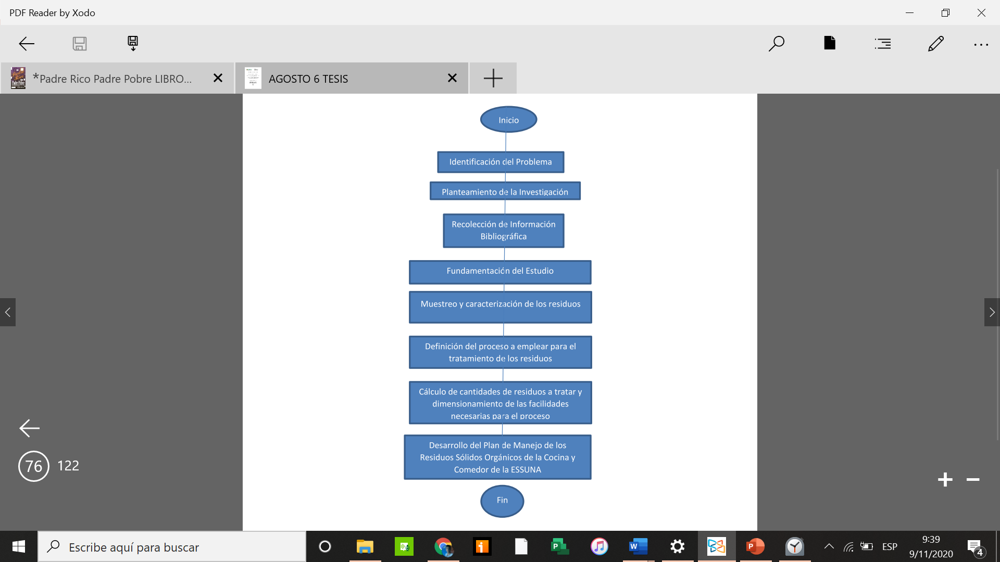 PDF Reader by Xodo
*Padre Rico Padre Pobre LIBRO...
AGOSTO 6 TESIS
Inicio
Identificación del Problema
Planteamiento de la Investigación
Recolección de Información
Bibliográfica
Fundamentación del Estudio
Muestreo y caracterización de los residuos
Definición del proceso a emplear para el
tratamiento de los residuos
Cálculo de cantidades de residuos a tratar y
dimensionamiento de las facilidades
necesarias para el proceso
Desarrollo del Plan de Manejo de los
Residuos Sólidos Orgánicos de la Cocina y
Comedor de la ESSUNA
Fin
76 122
Escribe aquí para buscar
ESP
9:39
9/11/2020
4